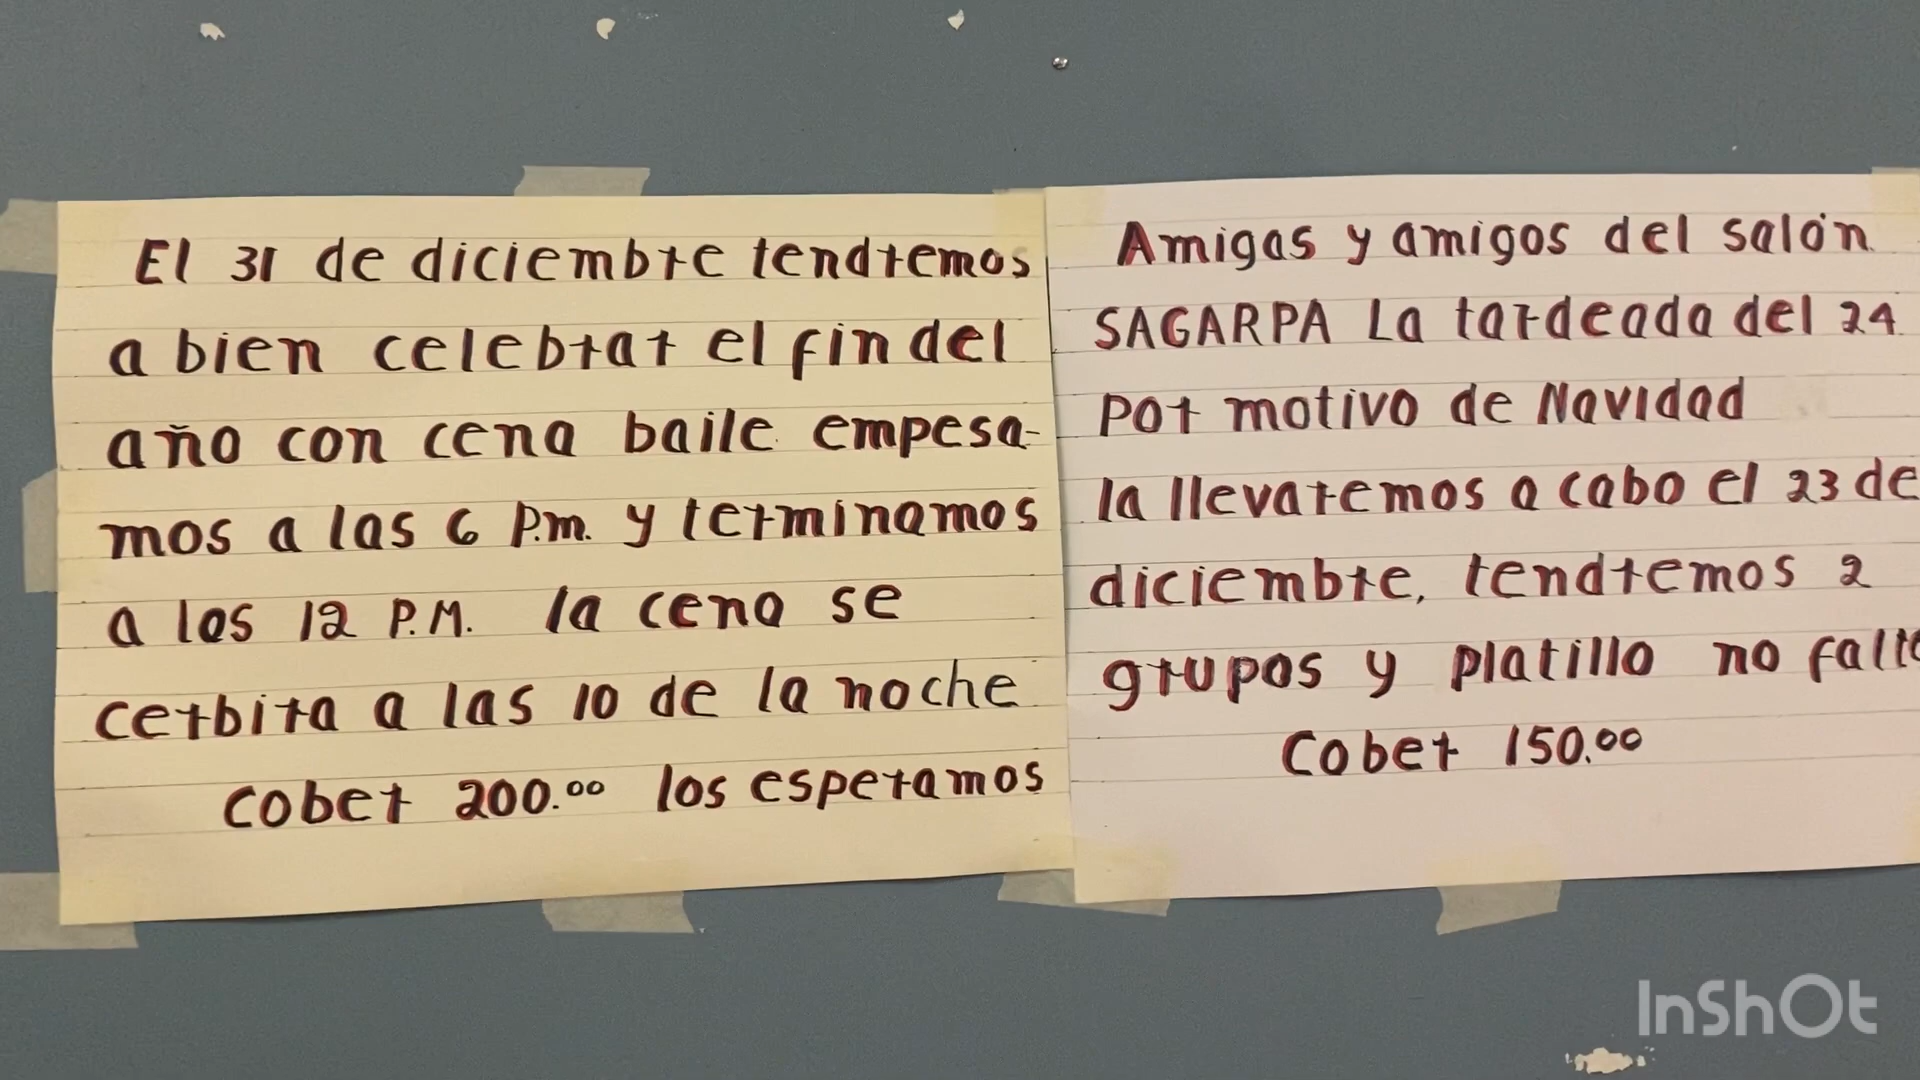 El 31 de diciembre tendremos
a bien celebrar el fin del
año con cena baile empesa-
mos a las 6 P.m. y terminamos
a las 12 P.M. la cena se
cerbira a las 10 de la noche
cober 200.00 los esperamos
Amigas y amigos del salón
SAGARPA La tardeada del 24
por motivo de Navidad
la llevaremos a cabo el 23 de
diciembre, tendremos 2
grupos y platillo no
Cober 150.00
InShOt